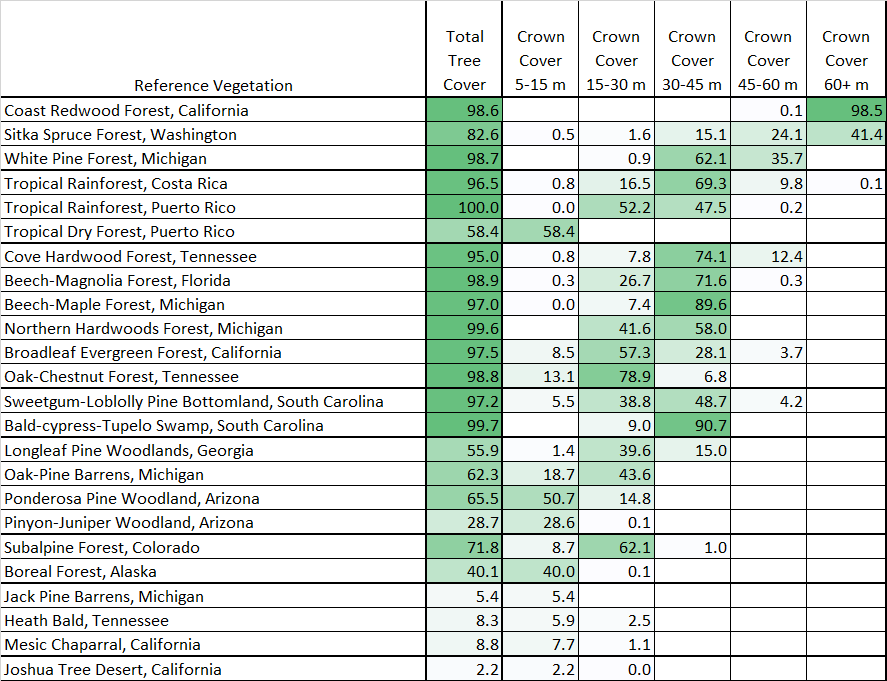 Total Crown Crown Crown Crown Crown
Tree Cover Cover Cover Cover Cover
Reference Vegetation Cover 5-15 m 15-30 m 30-45 m 45-60 m 60+ m
Coast Redwood Forest, California 98.6 0.1 98.5
Sitka Spruce Forest, Washington 82.6 0.5 1.6 15.1 24.1 41.4
White Pine Forest, Michigan 98.7 0.9 62.1 35.7
Tropical Rainforest, Costa Rica 96.5 0.8 16.5 69.3 9.8 0.1
Tropical Rainforest, Puerto Rico 100.0 0.0 52.2 47.5 0.2
Tropical Dry Forest, Puerto Rico 58.4 58.4
Cove Hardwood Forest, Tennessee 95.0 0.8 7.8 74.1 12.4
Beech-Magnolia Forest, Florida 98.9 0.3 26.7 71.6 0.3
Beech-Maple Forest, Michigan 97.0 0.0 7.4 89.6
Northern Hardwoods Forest, Michigan 99.6 41.6 58.0
Broadleaf Evergreen Forest, California 97.5 8.5 57.3 28.1 3.7
Oak-Chestnut Forest, Tennessee 98.8 13.1 78.9 6.8
Sweetgum-Loblolly Pine Bottomland, South Carolina 97.2 5.5 38.8 48.7 4.2
Bald-cypress-Tupelo Swamp, South Carolina 99.7 9.0 90.7
Longleaf Pine Woodlands, Georgia 55.9 1.4 39.6 15.0
Oak-Pine Barrens, Michigan 62.3 18.7 43.6
Ponderosa Pine Woodland, Arizona 65.5 50.7 14.8
Pinyon-Juniper Woodland, Arizona 28.7 28.6 0.1
Subalpine Forest, Colorado 71.8 8.7 62.1 1.0
Boreal Forest, Alaska 40.1 40.0 0.1
Jack Pine Barrens, Michigan 5.4 5.4
Heath Bald, Tennessee 8.3 5.9 2.5
Mesic Chaparral, California 8.8 7.7 1.1
Joshua Tree Desert, California 2.2 2.2 0.0